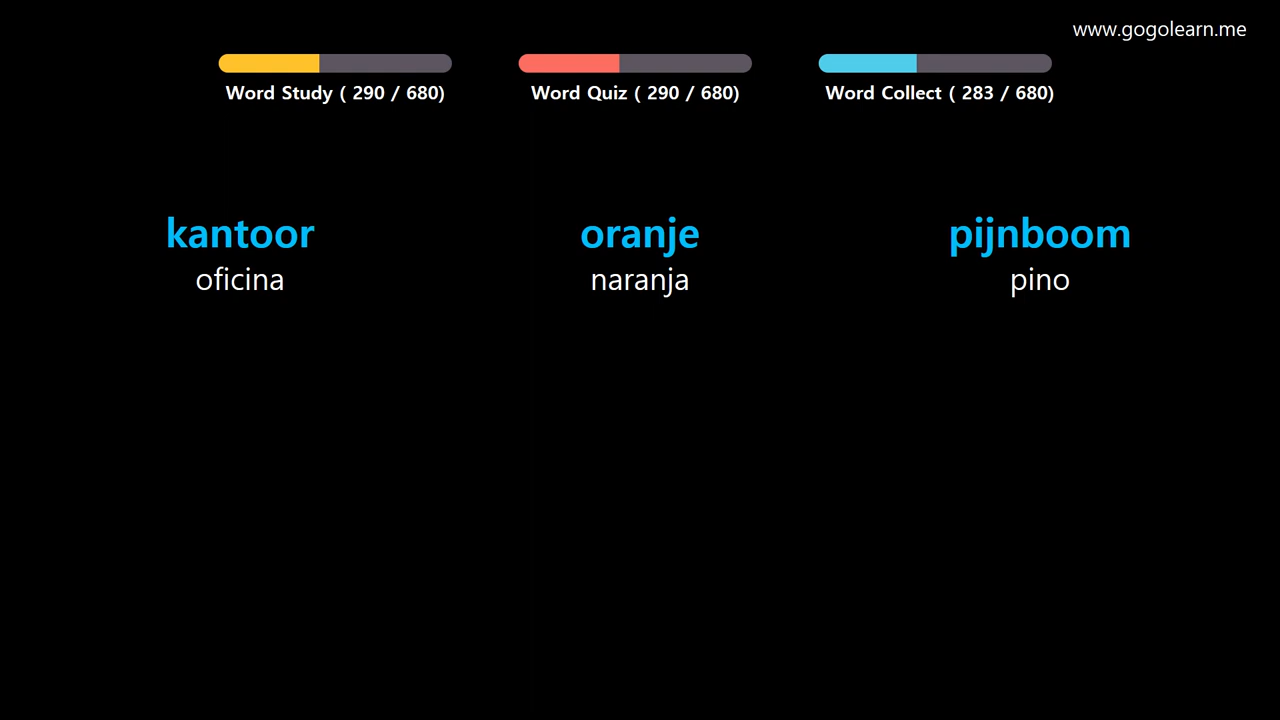 www.gogolearn.me
Word Study ( 290 / 680)
Word Quiz ( 290 / 680)
Word Collect ( 283 / 680)
kantoor
oficina
oranje
naranja
pijnboom
pino